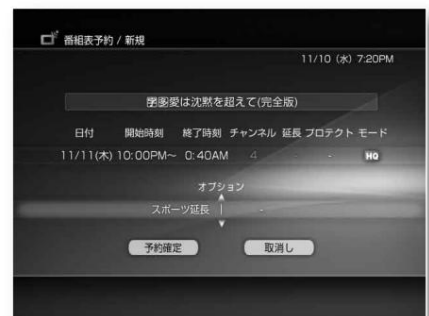 番組表予約 / 新規
11/10 (水) 7:20PM
愛は沈黙を超えて(完全版)
日付 開始時刻 終了時刻 チャンネル 延長 プロテクト モード
11/11(木) 10:00PM~ 0:40AM 4 - - HQ
オプション
スポーツ延長 -
予約確定 取消し